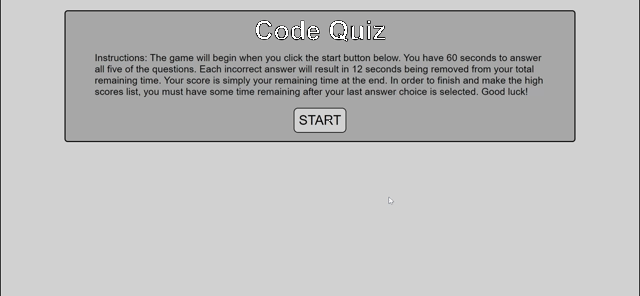 Code Quiz
Instructions: The game will begin when you click the start button below. You have 60 seconds to answer
all five of the questions. Each incorrect answer will result in 12 seconds being removed from your total
remaining time. Your score is simply your remaining time at the end. In order to finish and make the high
scores list, you must have some time remaining after your last answer choice is selected. Good luck!
START